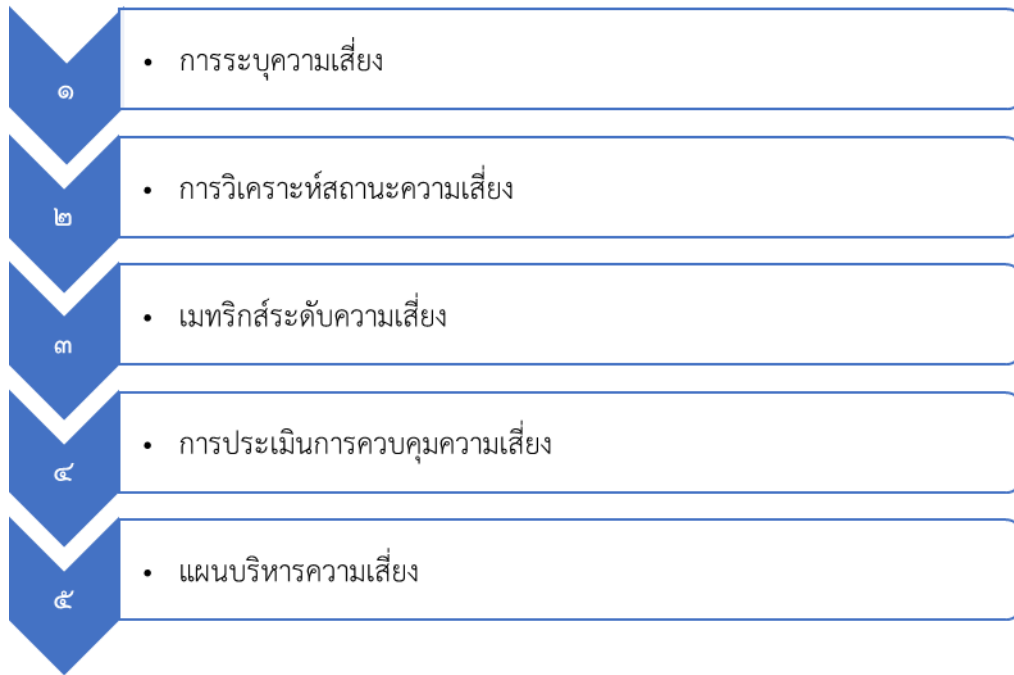 ๑
• การระบุความเสี่ยง
๒
• การวิเคราะห์สถานะความเสี่ยง
๓
• เมทริกส์ระดับความเสี่ยง
๔
• การประเมินการควบคุมความเสี่ยง
๕
• แผนบริหารความเสี่ยง